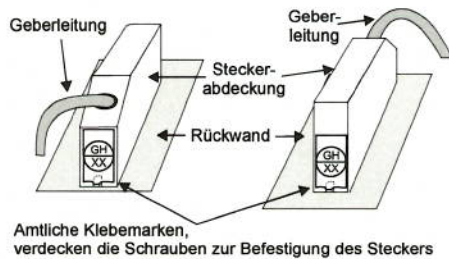 Geberleitung
Geber-
leitung
Stecker-
abdeckung
Rückwand
GH
XX
GH
XX
Amtliche Klebemarken,
verdecken die Schrauben zur Befestigung des Steckers